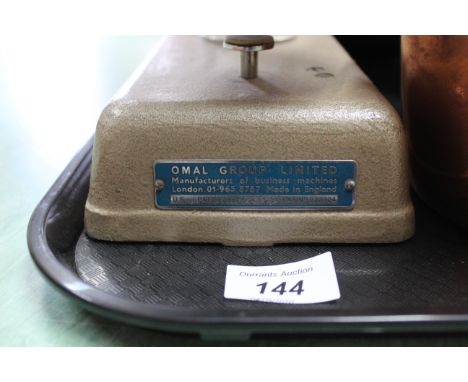 OMAL GROUP LIMITED
Manufacturers of business machines
London. 01-965 8787 Made in England
Durrants Auction
144